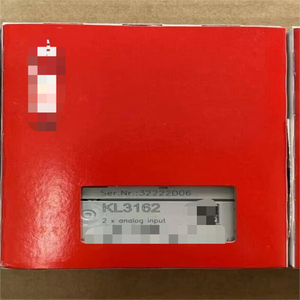 Ser.Nr.: 32222D06
KL3162
2 x analog input